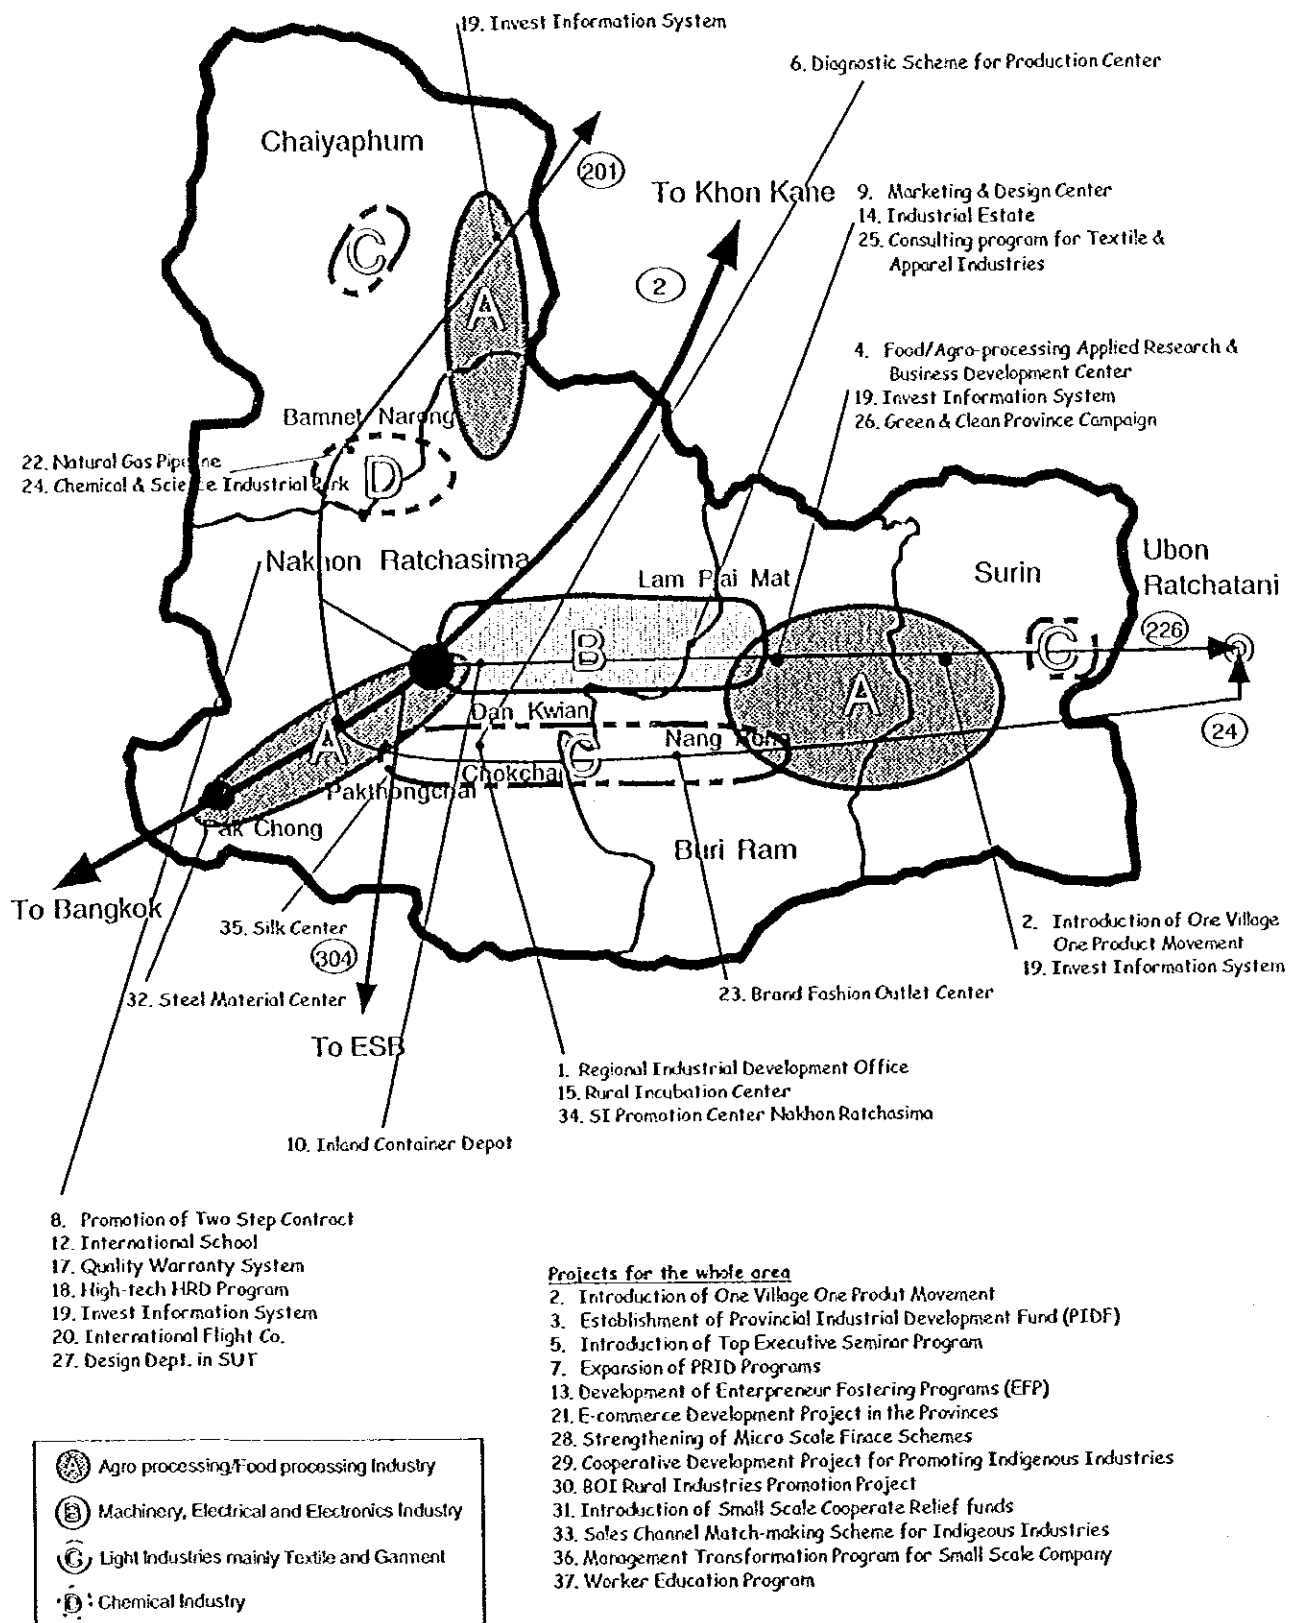 19. Invest Information System
6. Diagnostic Scheme for Production Center
Chaiyaphum
201
To Khon Kane
9. Marketing & Design Center
14. Industrial Estate
25. Consulting program for Textile &
Apparel Industries
C
2
A
4. Food/Agro-processing Applied Research &
Business Development Center
19. Invest Information System
26. Green & Clean Province Campaign
Bamnet Narong
22. Natural Gas Pipeline
24. Chemical & Science Industrial Park
D
Nakhon Ratchasima
Lam Plai Mat
Surin
Ubon
Ratchatani
226
B
C
A
Dan Kwian
24
A
Nang Rong
C
Chokchai
Pakthongchai
Pak Chong
Buri Ram
To Bangkok
35. Silk Center
304
2. Introduction of One Village
One Product Movement
19. Invest Information System
32. Steel Material Center
23. Brand Fashion Outlet Center
To ESB
1. Regional Industrial Development Office
15. Rural Incubation Center
34. SI Promotion Center Nakhon Ratchasima
10. Inland Container Depot
8. Promotion of Two Step Contract
12. International School
17. Quality Warranty System
18. High-tech HRD Program
19. Invest Information System
20. International Flight Co.
27. Design Dept. in SUT
Projects for the whole area
2. Introduction of One Village One Produt Movement
3. Establishment of Provincial Industrial Development Fund (PIDF)
5. Introduction of Top Executive Seminar Program
7. Expansion of PRID Programs
13. Development of Enterpreneur Fostering Programs (EFP)
21. E-commerce Development Project in the Provinces
28. Strengthening of Micro Scale Finace Schemes
29. Cooperative Development Project for Promoting Indigenous Industries
30. BOI Rural Industries Promotion Project
31. Introduction of Small Scale Cooperate Relief funds
33. Sales Channel Match-making Scheme for Indigeous Industries
36. Management Transformation Program for Small Scale Company
37. Worker Education Program
A Agro processing/Food processing Industry
B Machinery, Electrical and Electronics Industry
C Light Industries mainly Textile and Ganment
D Chemical Industry